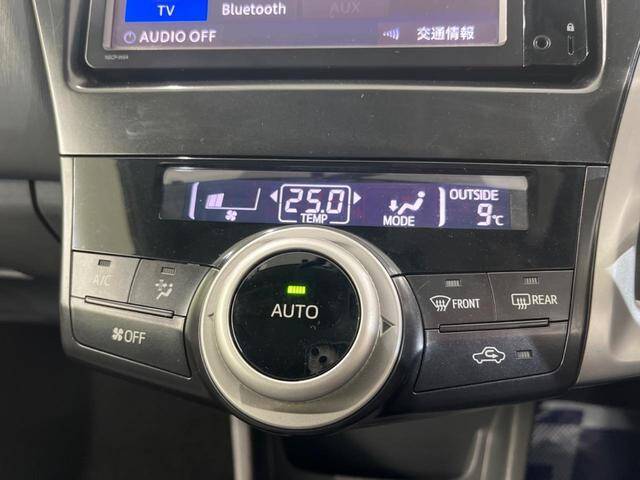 TV Bluetooth AUX
AUDIO OFF 交通情報
25.0 OUTSIDE
TEMP MODE 9℃
A/C
OFF
AUTO
FRONT REAR